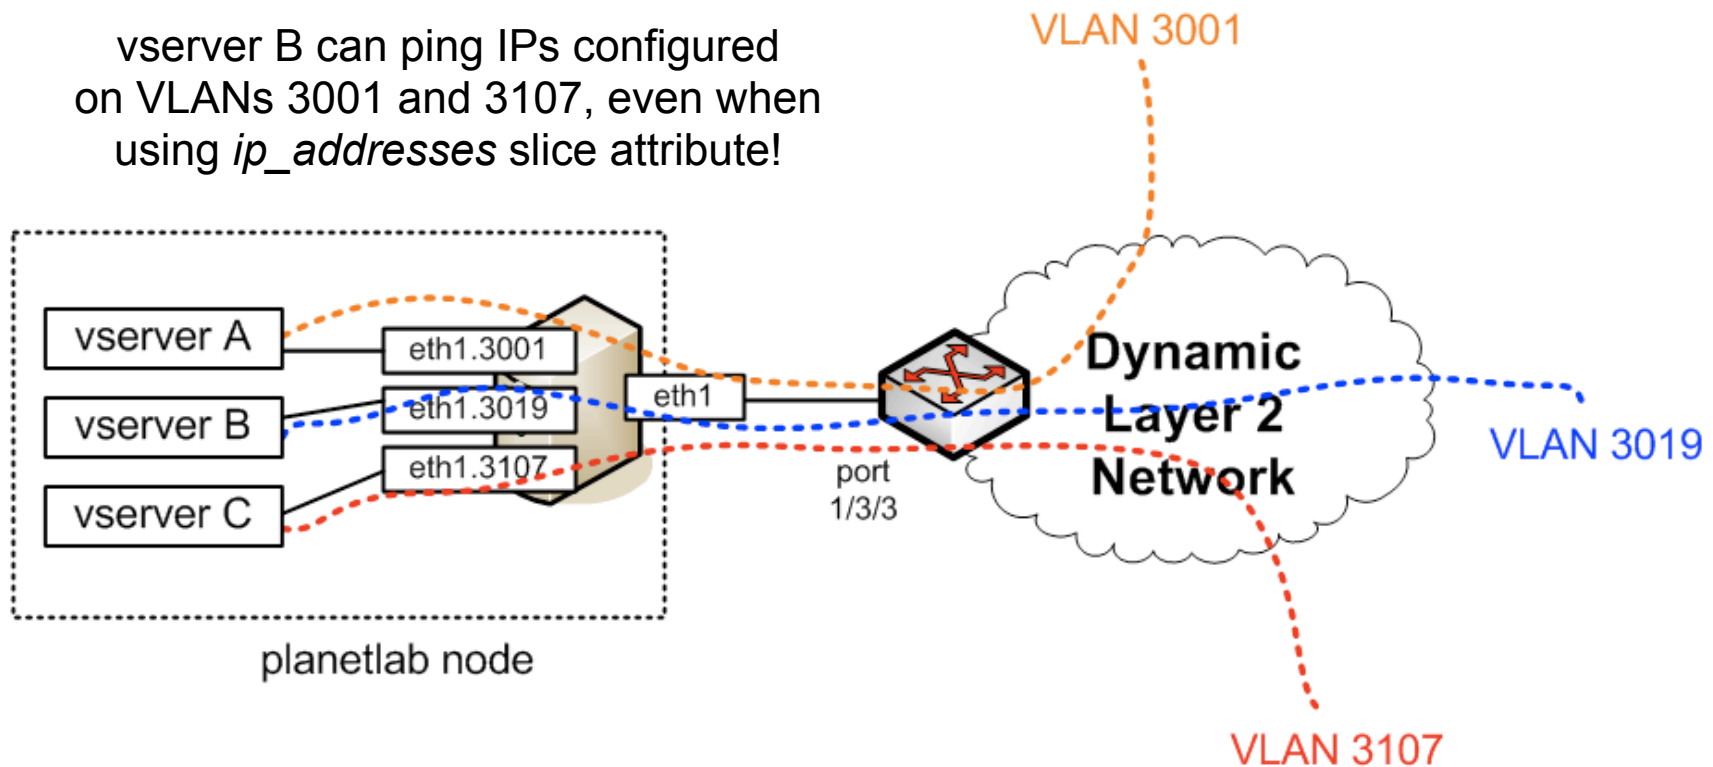 vserver B can ping IPs configured
on VLANs 3001 and 3107, even when
using ip_addresses slice attribute!
VLAN 3001
vserver A
eth1.3001
vserver B
eth1.3019
vserver C
eth1.3107
eth1
port
1/3/3
Dynamic
Layer 2
Network
VLAN 3019
planetlab node
VLAN 3107